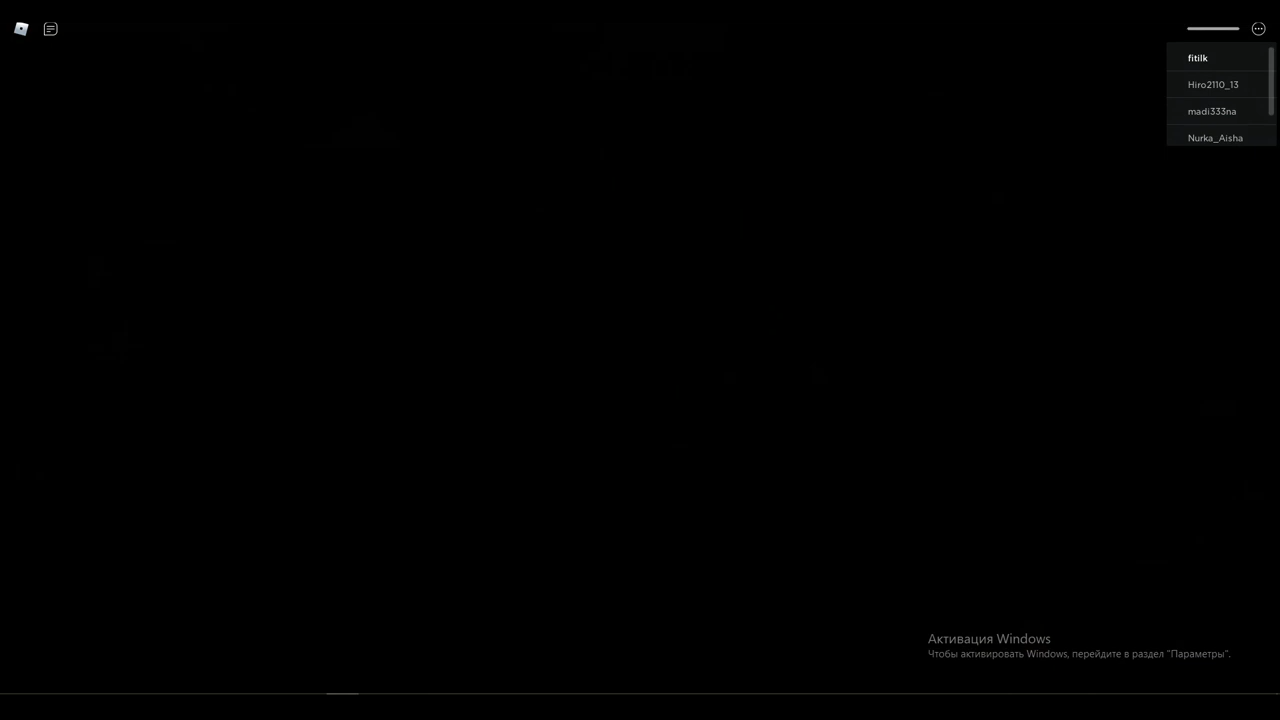 fitilk
Hiro2110_13
madi333na
Nurka_Aisha
Активация Windows
Чтобы активировать Windows, перейдите в раздел "Параметры".